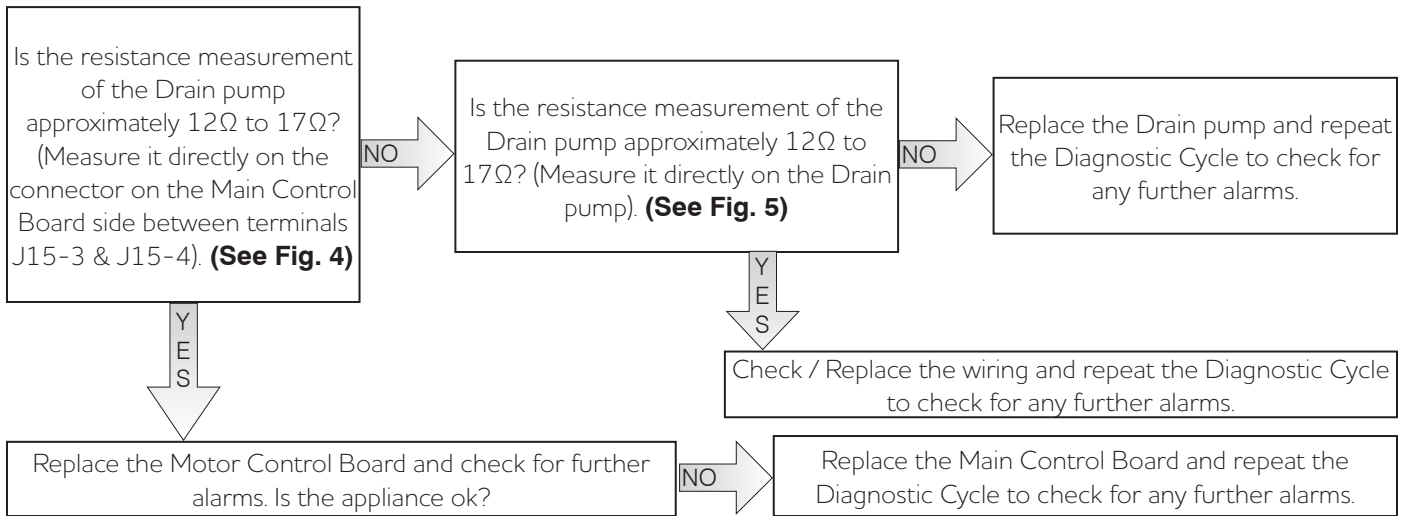 Is the resistance measurement
of the Drain pump
approximately 12Ω to 17Ω?
(Measure it directly on the
connector on the Main Control
Board side between terminals
J15-3 & J15-4). (See Fig. 4)
NO
Is the resistance measurement of the
Drain pump approximately 12Ω to
17Ω? (Measure it directly on the Drain
pump). (See Fig. 5)
NO
Replace the Drain pump and repeat
the Diagnostic Cycle to check for
any further alarms.
Y
E
S
Check / Replace the wiring and repeat the Diagnostic Cycle
to check for any further alarms.
Y
E
S
Replace the Motor Control Board and check for further
alarms. Is the appliance ok?
NO
Replace the Main Control Board and repeat the
Diagnostic Cycle to check for any further alarms.